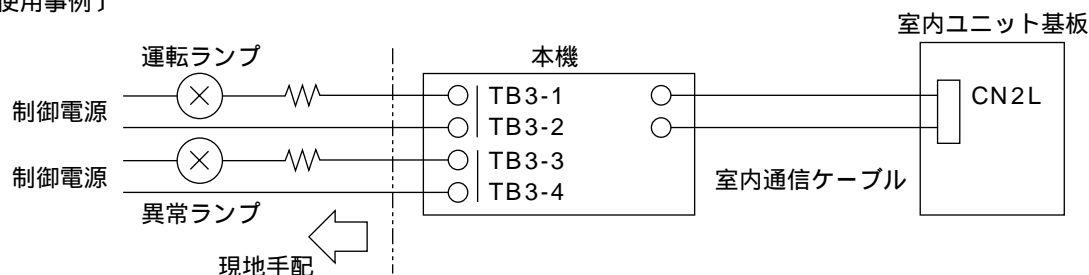 使用事例
室内ユニット基板
運転ランプ
本機
制御電源
TB3-1
CN2L
TB3-2
制御電源
TB3-3
室内通信ケーブル
TB3-4
異常ランプ
現地手配